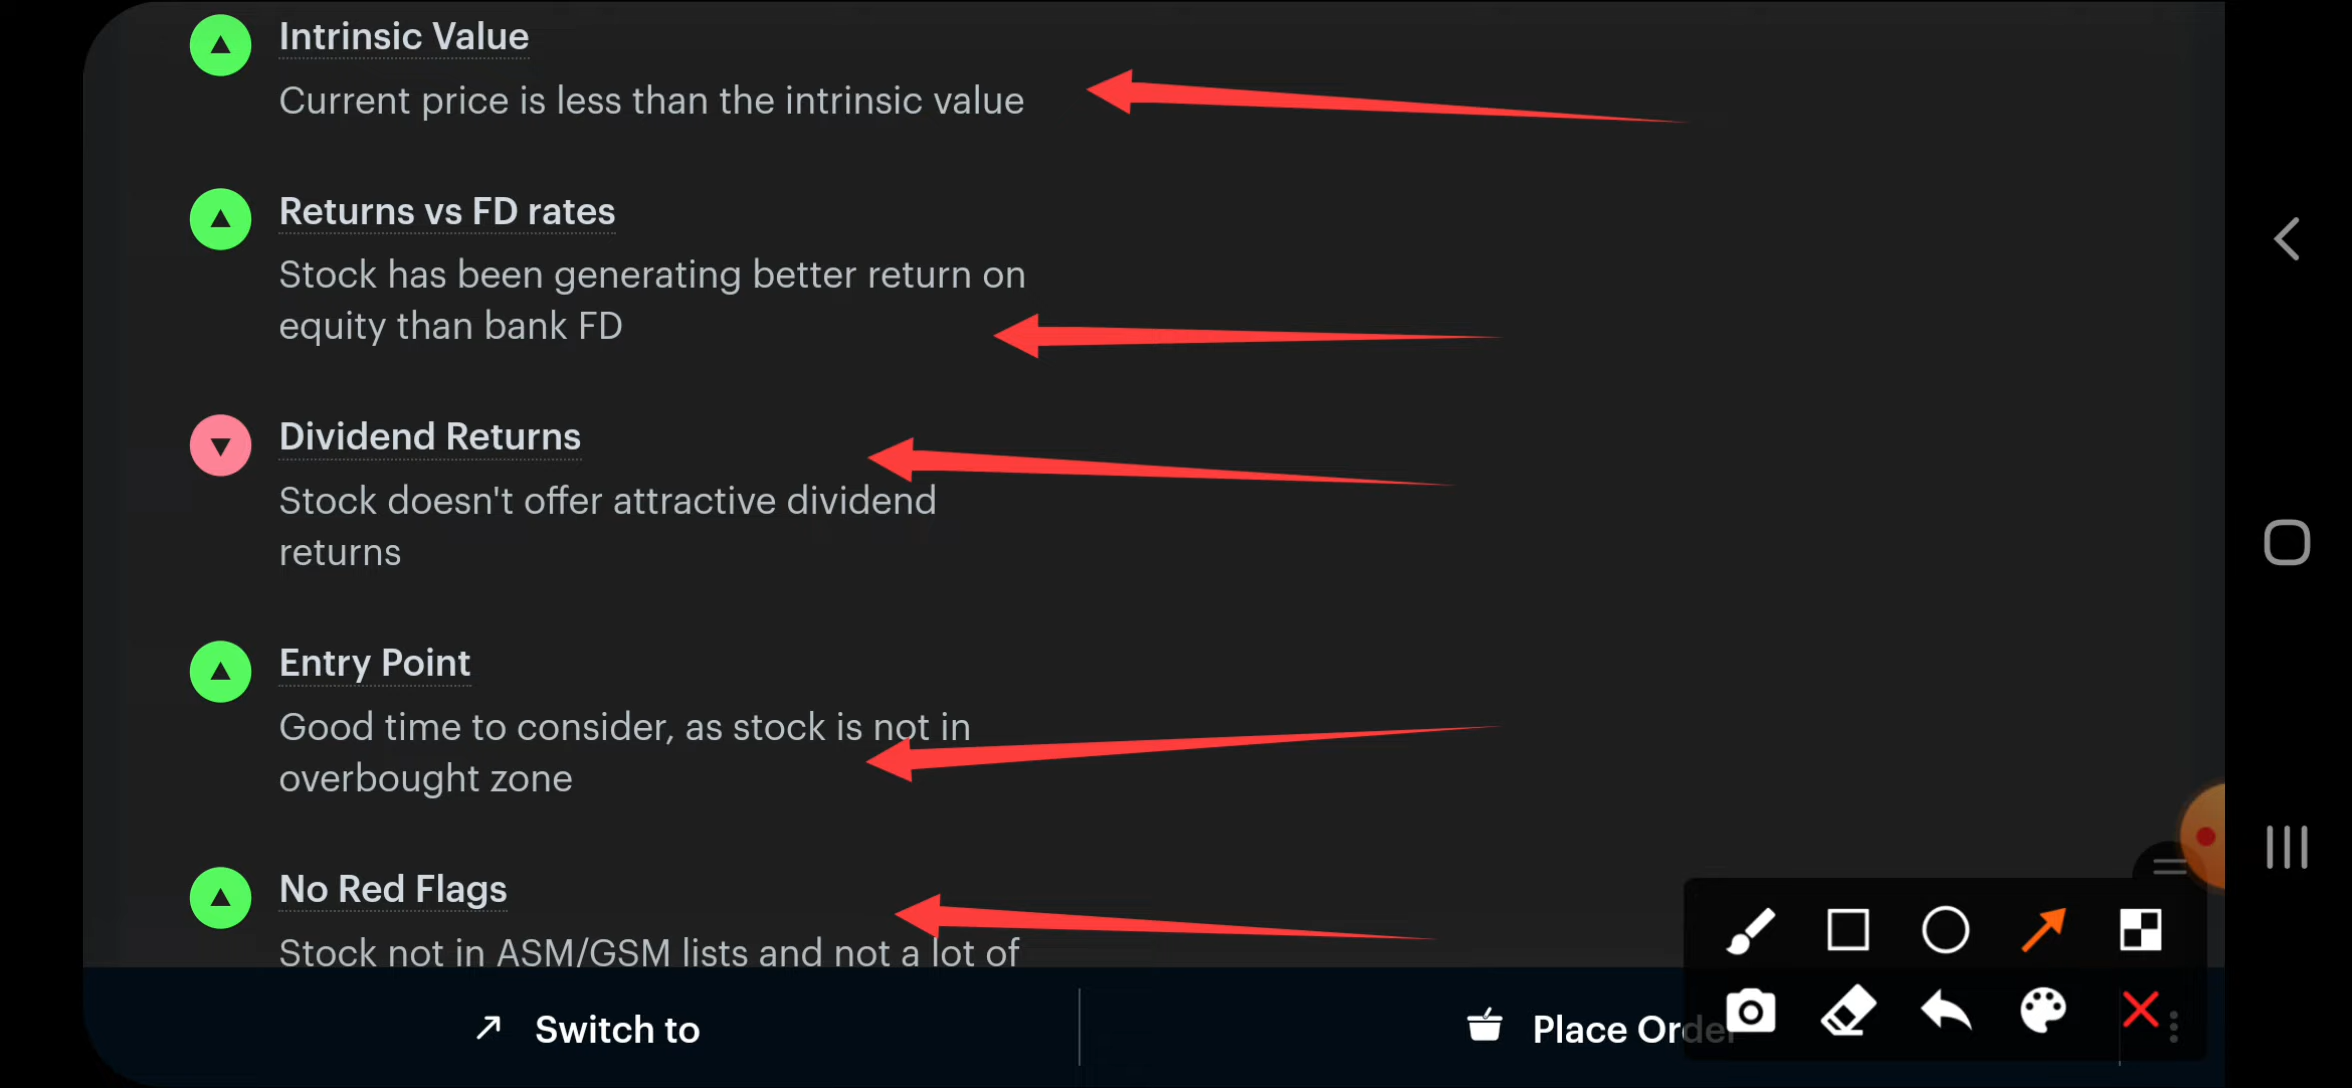 Intrinsic Value
Current price is less than the intrinsic value
Returns vs FD rates
Stock has been generating better return on
equity than bank FD
Dividend Returns
Stock doesn't offer attractive dividend
returns
Entry Point
Good time to consider, as stock is not in
overbought zone
No Red Flags
Stock not in ASM/GSM lists and not a lot of
Switch to
Place Order